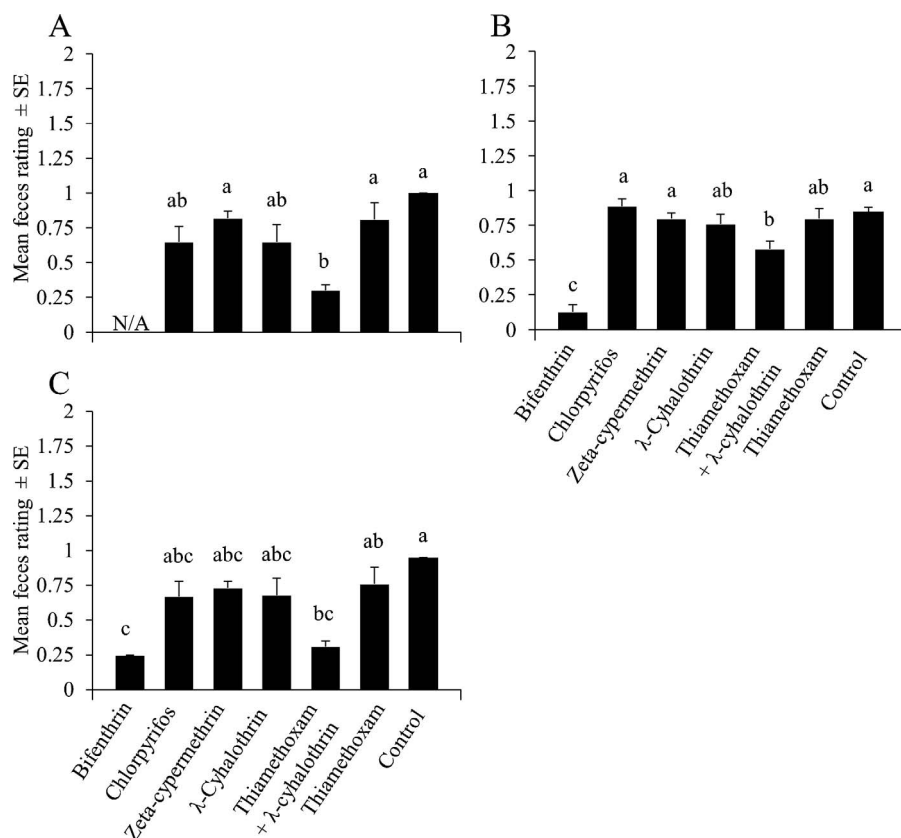 A
Mean feces rating ± SE
2
1.75
1.5
1.25
1
0.75
0.5
0.25
0
N/A
ab
a
ab
b
a
a
B
2
1.75
1.5
1.25
1
0.75
0.5
0.25
0
c
a
a
ab
b
ab
a
Bifenthrin
Chlorpyrifos
Zeta-cypermethrin
λ-Cyhalothrin
Thiamethoxam
+ λ-cyhalothrin
Thiamethoxam
Control
C
Mean feces rating ± SE
2
1.75
1.5
1.25
1
0.75
0.5
0.25
0
c
abc
abc
abc
bc
ab
a
Bifenthrin
Chlorpyrifos
Zeta-cypermethrin
λ-Cyhalothrin
Thiamethoxam
+ λ-cyhalothrin
Thiamethoxam
Control